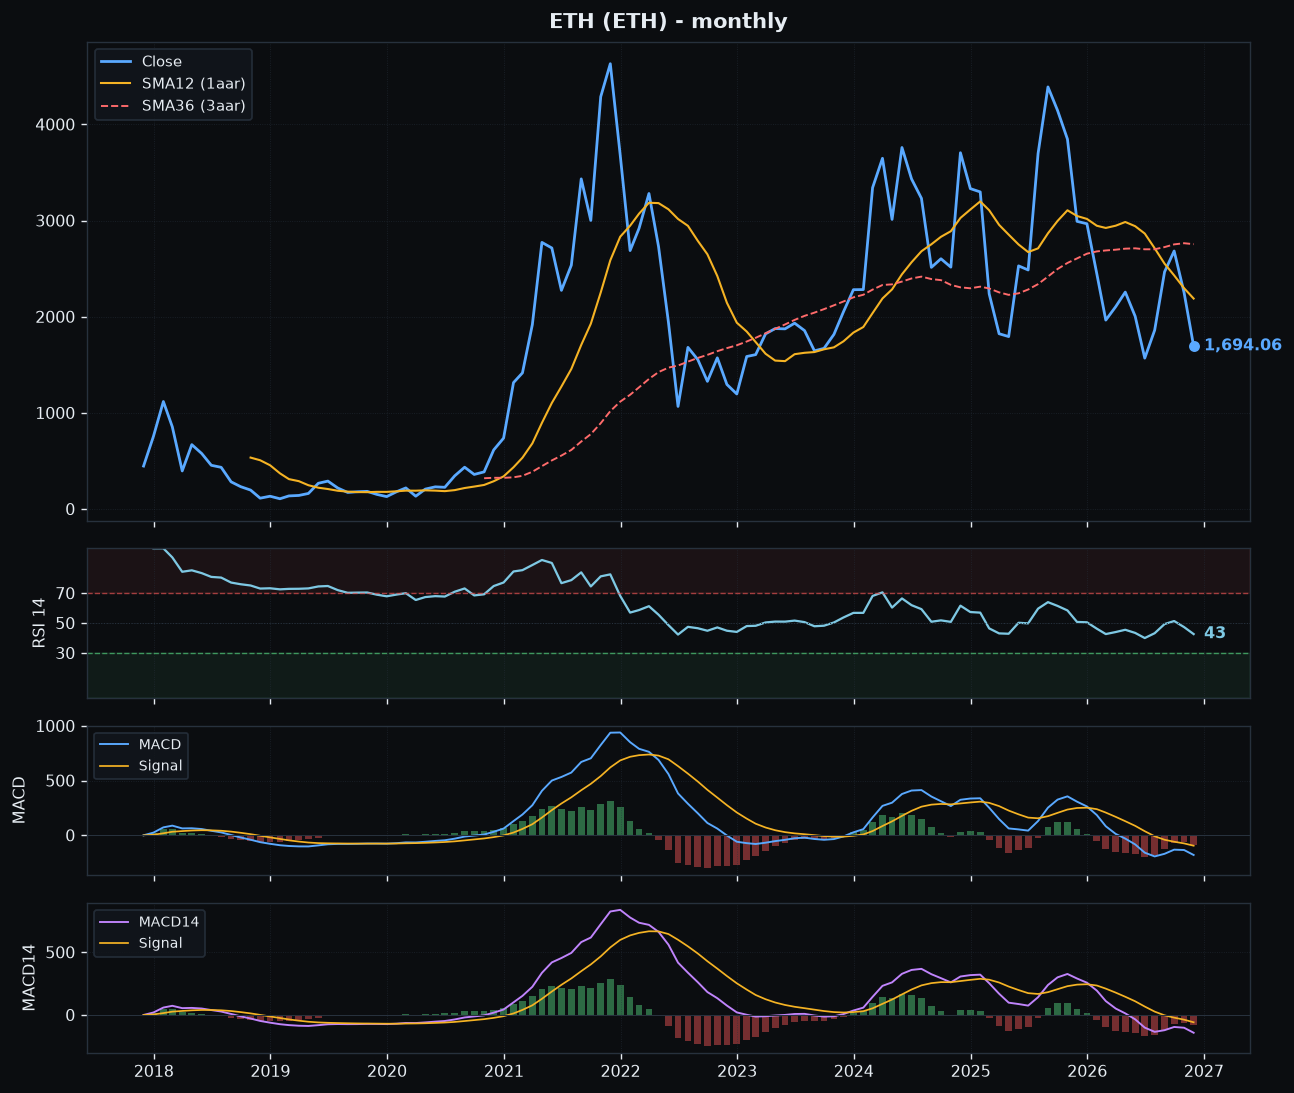 ETH (ETH) - monthly
Close
SMA12 (1aar)
SMA36 (3aar)
4000
3000
2000
1000
0
1,694.06
RSI 14
70
50
30
43
MACD
1000
500
0
MACD
Signal
MACD14
500
0
MACD14
Signal
2018 2019 2020 2021 2022 2023 2024 2025 2026 2027